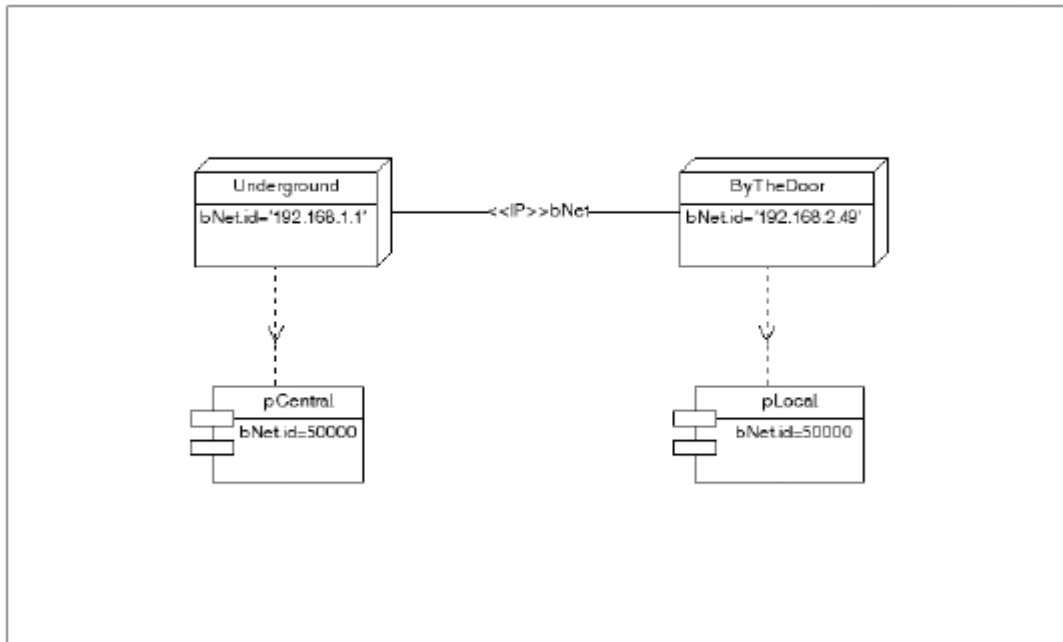 Underground
bNet.id='192.168.1.1'
<<IP>>bNet
ByTheDoor
bNet.id='192.168.2.49'
pCentral
bNet.id=50000
pLocal
bNet.id=50000